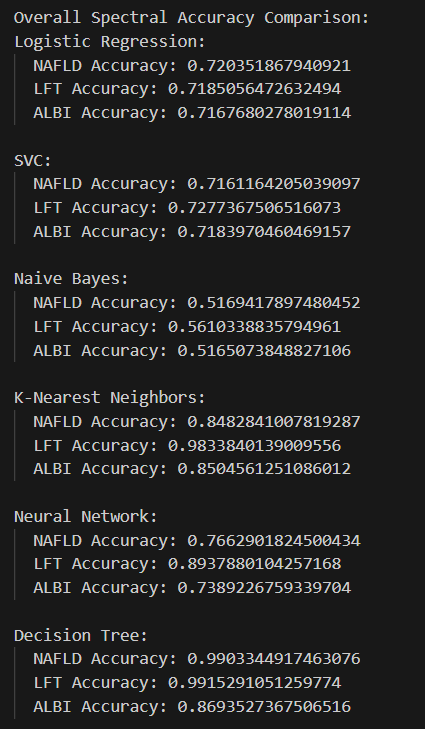 Overall Spectral Accuracy Comparison:
Logistic Regression:
NAFLD Accuracy: 0.720351867940921
LFT Accuracy: 0.7185056472632494
ALBI Accuracy: 0.7167680278019114
SVC:
NAFLD Accuracy: 0.7161164205039097
LFT Accuracy: 0.7277367506516073
ALBI Accuracy: 0.7183970460469157
Naive Bayes:
NAFLD Accuracy: 0.5169417897480452
LFT Accuracy: 0.5610338835794961
ALBI Accuracy: 0.5165073848827106
K-Nearest Neighbors:
NAFLD Accuracy: 0.8482841007819287
LFT Accuracy: 0.9833840139009556
ALBI Accuracy: 0.8504561251086012
Neural Network:
NAFLD Accuracy: 0.7662901824500434
LFT Accuracy: 0.8937880104257168
ALBI Accuracy: 0.7389226759339704
Decision Tree:
NAFLD Accuracy: 0.9903344917463076
LFT Accuracy: 0.9915291051259774
ALBI Accuracy: 0.8693527367506516